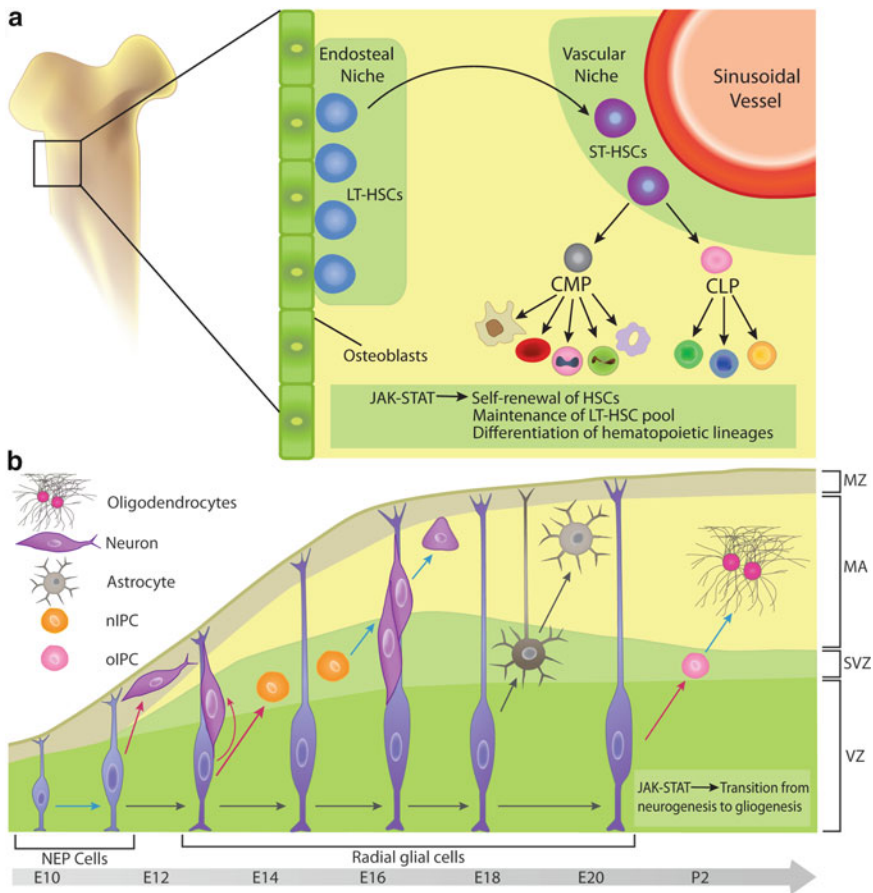 a
Endosteal
Niche
LT-HSCs
Osteoblasts
Vascular
Niche
ST-HSCs
Sinusoidal
Vessel
CMP
CLP
JAK-STAT Self-renewal of HSCs
Maintenance of LT-HSC pool
Differentiation of hematopoietic lineages
b
Oligodendrocytes
Neuron
Astrocyte
nIPC
oIPC
MZ
MA
SVZ
VZ
JAK-STAT Transition from
neurogenesis to gliogenesis
NEP Cells
Radial glial cells
E10 E12 E14 E16 E18 E20 P2